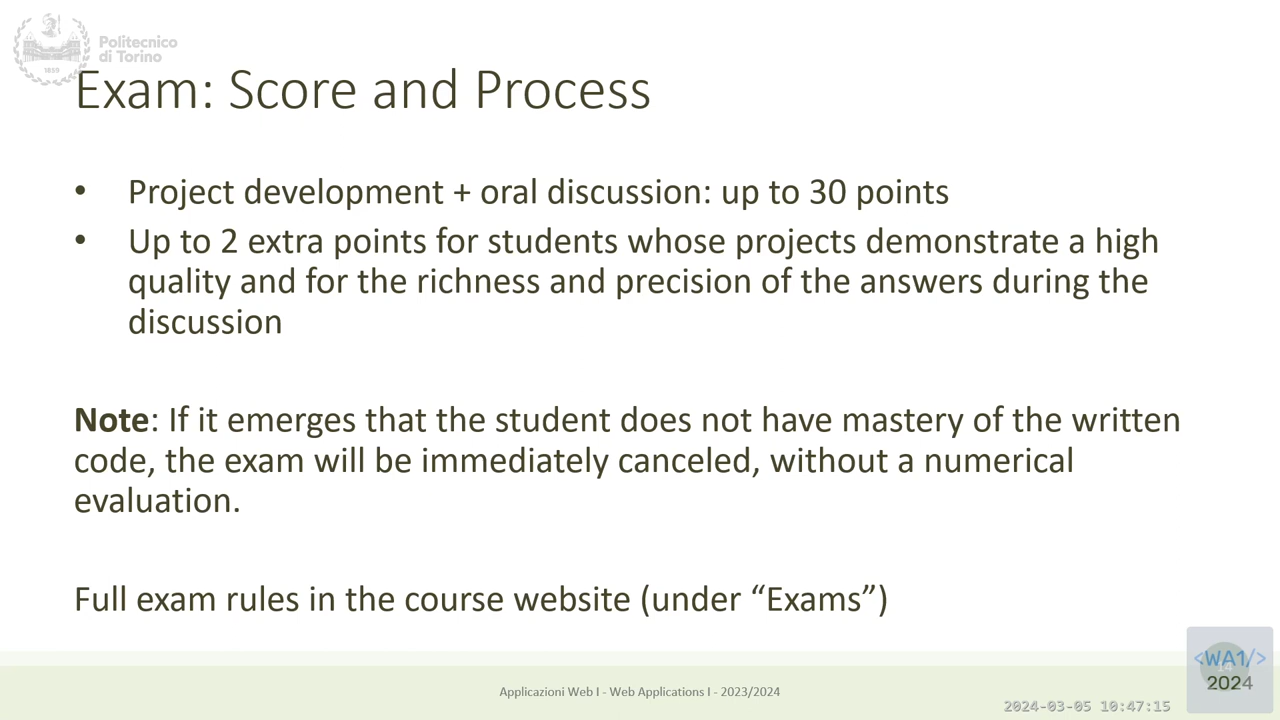 Politecnico
di Torino
1859
Exam: Score and Process
• Project development + oral discussion: up to 30 points
• Up to 2 extra points for students whose projects demonstrate a high
quality and for the richness and precision of the answers during the
discussion
Note: If it emerges that the student does not have mastery of the written
code, the exam will be immediately canceled, without a numerical
evaluation.
Full exam rules in the course website (under “Exams”)
<WA1/>
2024
Applicazioni Web I - Web Applications I - 2023/2024
2024-03-05 10:47:15